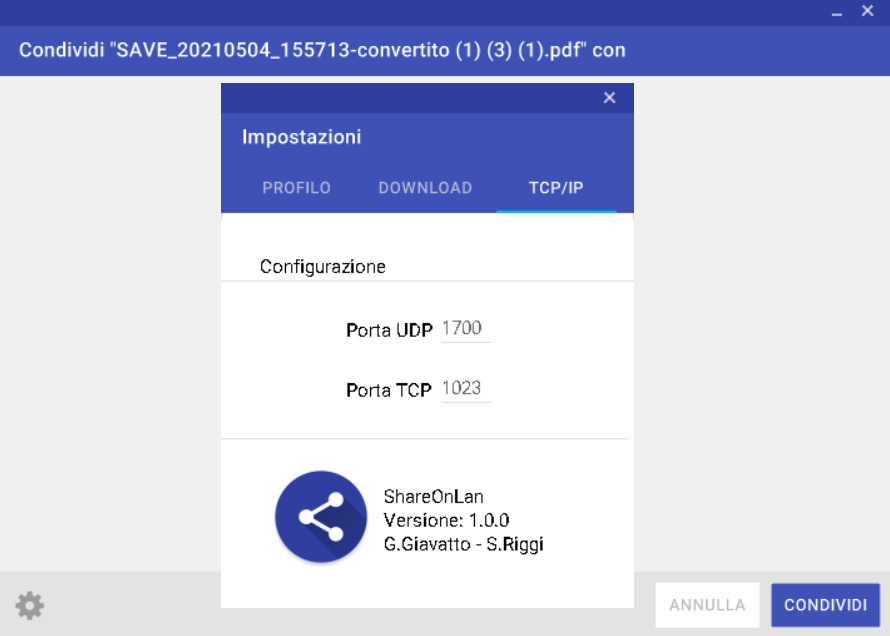 Condividi "SAVE_20210504_155713-convertito (1) (3) (1).pdf" con
Impostazioni
PROFILO DOWNLOAD TCP/IP
Configurazione
Porta UDP 1700
Porta TCP 1023
ShareOnLan
Versione: 1.0.0
G.Giavatto - S.Riggi
ANNULLA CONDIVIDI